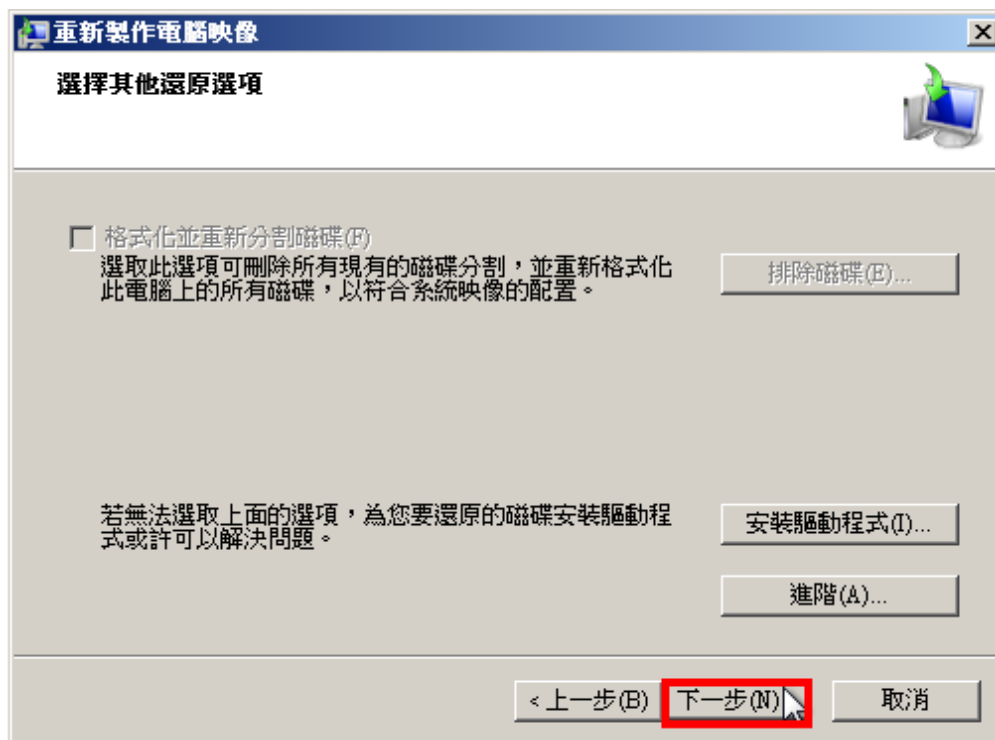 重新製作電腦映像
選擇其他還原選項
格式化並重新分割磁碟(F)
選取此選項可刪除所有現有的磁碟分割，並重新格式化
此電腦上的所有磁碟，以符合系統映像的配置。
排除磁碟(E)...
若無法選取上面的選項，為您要還原的磁碟安裝驅動程
式或許可以解決問題。
安裝驅動程式(I)...
進階(A)...
< 上一步(B)
下一步(N)
取消